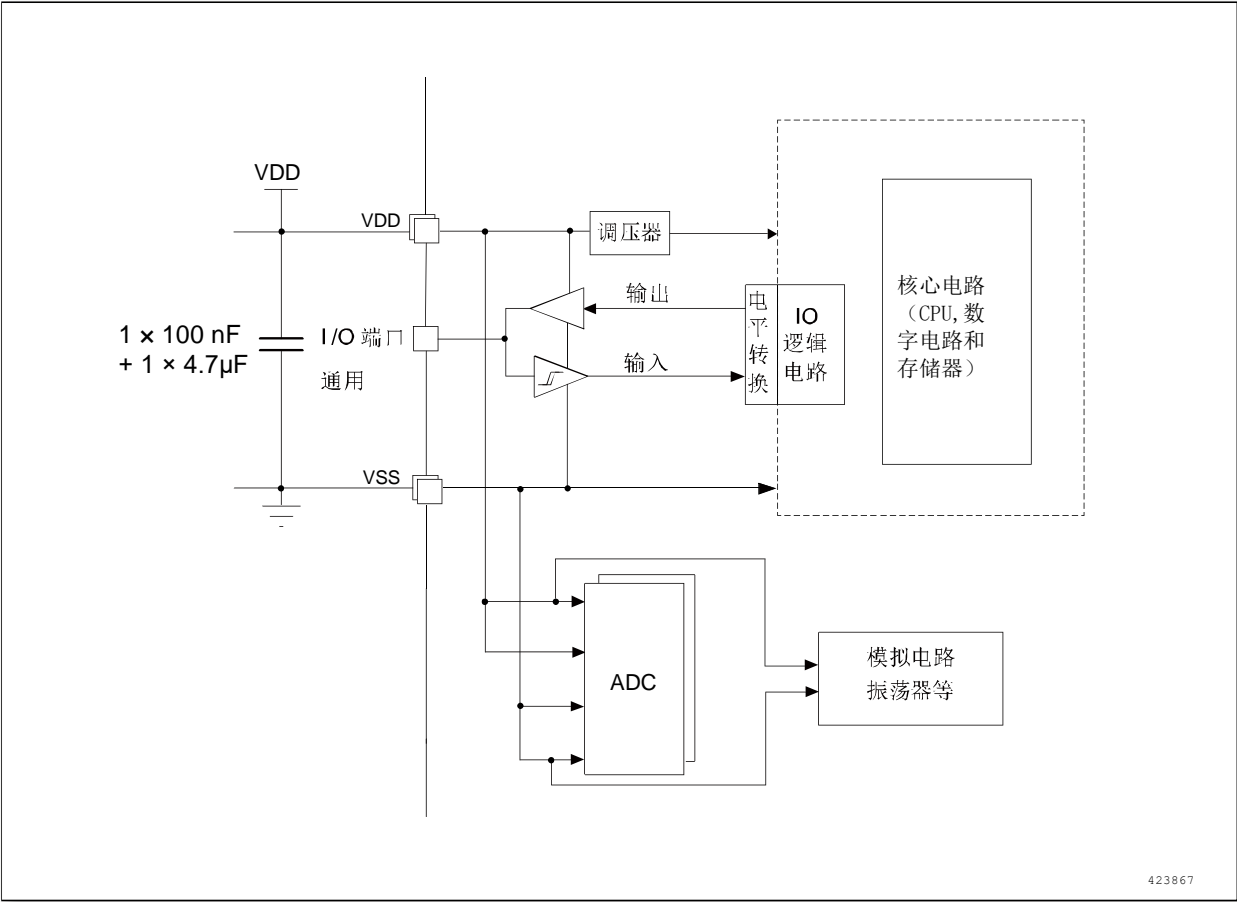 VDD
VDD
调压器
输出
1 × 100 nF
+ 1 × 4.7µF
I/O 端口
通用
输入
电
平
转
换
IO
逻辑
电路
核心电路
（CPU,数
字电路和
存储器）
VSS
ADC
模拟电路
振荡器等
423867